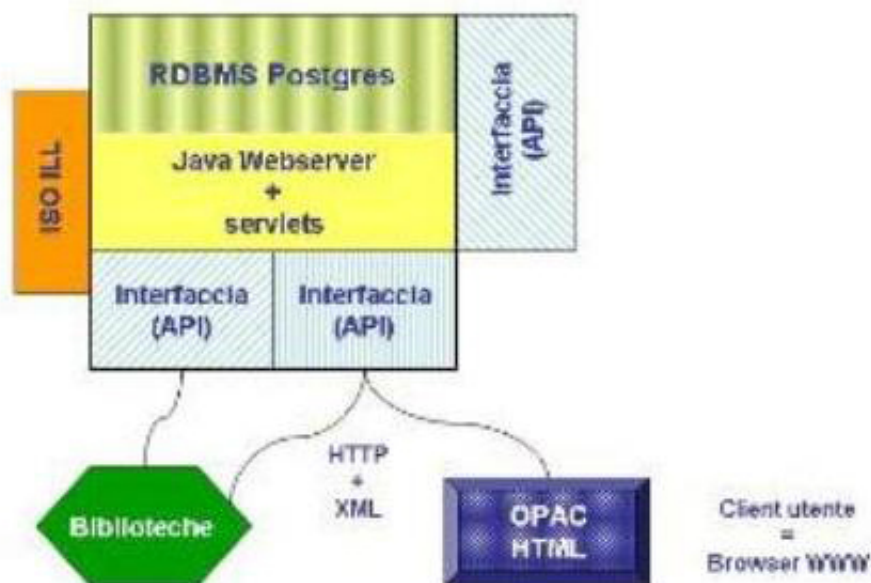 RDBMS Postgres
Interfaccia
(API)
ISO ILL
Java Webserver
+
servlets
Interfaccia
(API)
Interfaccia
(API)
HTTP
+
XML
Biblioteche
OPAC
HTML
Client utente
=
Browser WWW